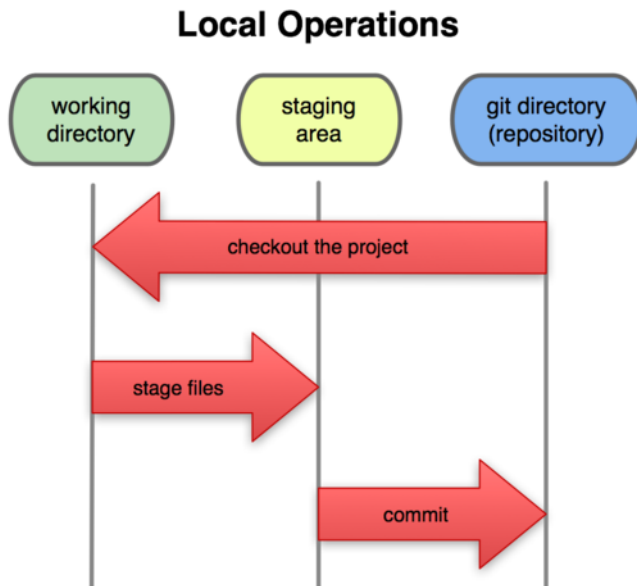 Local Operations
working
directory
staging
area
git directory
(repository)
checkout the project
stage files
commit